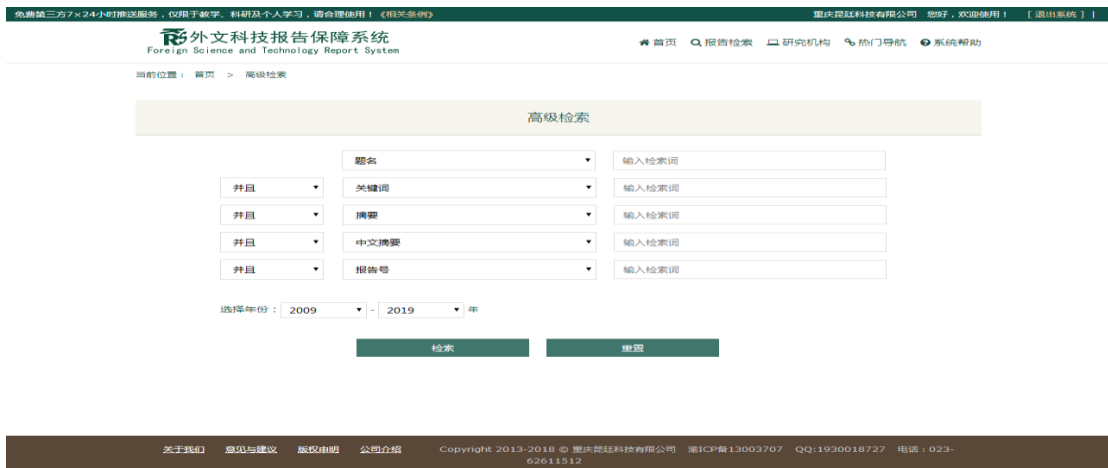 免费第三方7×24小时推送服务，仅限于教学、科研及个人学习，请合理使用！《相关条例》 重庆昆廷科技有限公司 您好，欢迎使用！ [ 退出系统 ] |
外文科技报告保障系统
Foreign Science and Technology Report System
首页 报告检索 研究机构 热门导航 系统帮助
当前位置： 首页 > 高级检索
高级检索
题名 输入检索词
并且 关键词 输入检索词
并且 摘要 输入检索词
并且 中文摘要 输入检索词
并且 报告号 输入检索词
选择年份： 2009 - 2019 年
检索 重置
关于我们 意见与建议 版权申明 公司介绍 Copyright 2013-2018 © 重庆昆廷科技有限公司 渝ICP备13003707 QQ:1930018727 电话：023-
62611512